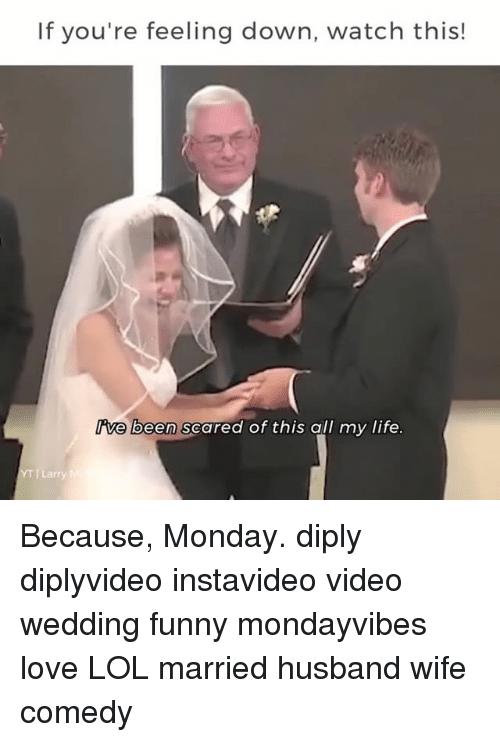 If you're feeling down, watch this!
I've been scared of this all my life.
YT | Larry
Because, Monday. diply
diplyvideo instavideo video
wedding funny mondayvibes
love LOL married husband wife
comedy